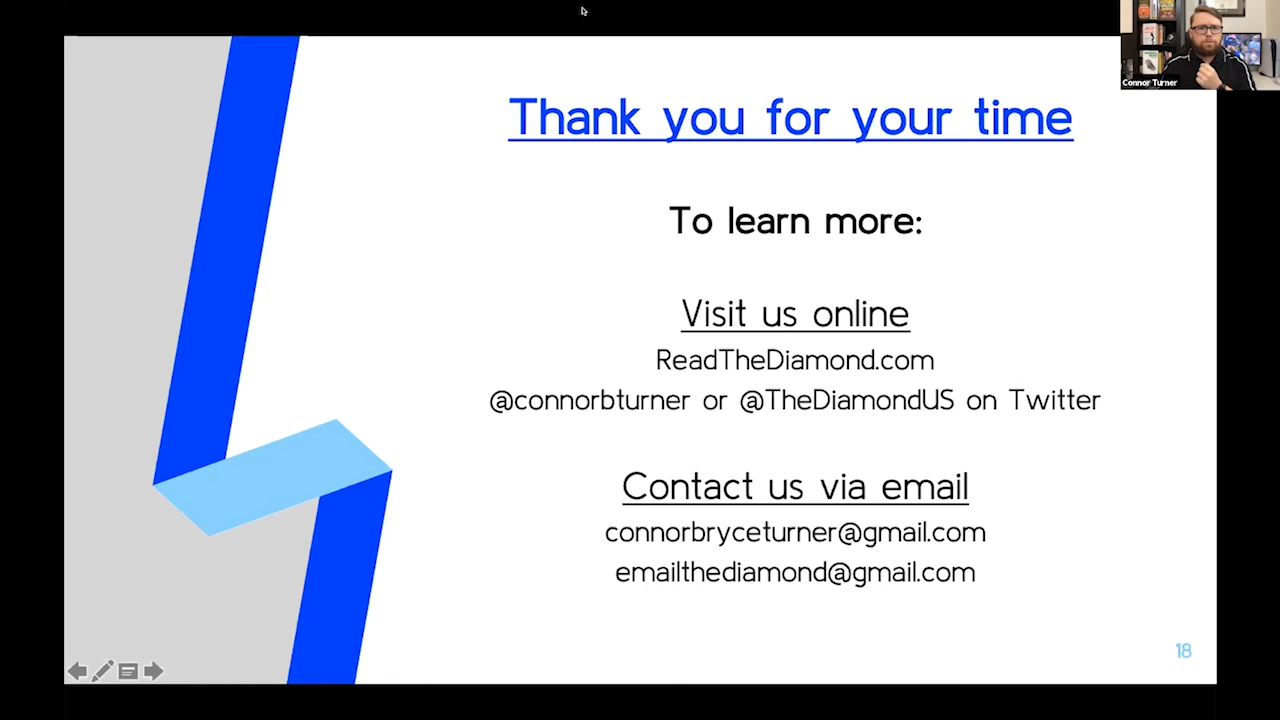 Connor Turner
Thank you for your time
To learn more:
Visit us online
ReadTheDiamond.com
@connorbturner or @TheDiamondUS on Twitter
Contact us via email
connorbryceturner@gmail.com
emailthediamond@gmail.com
18